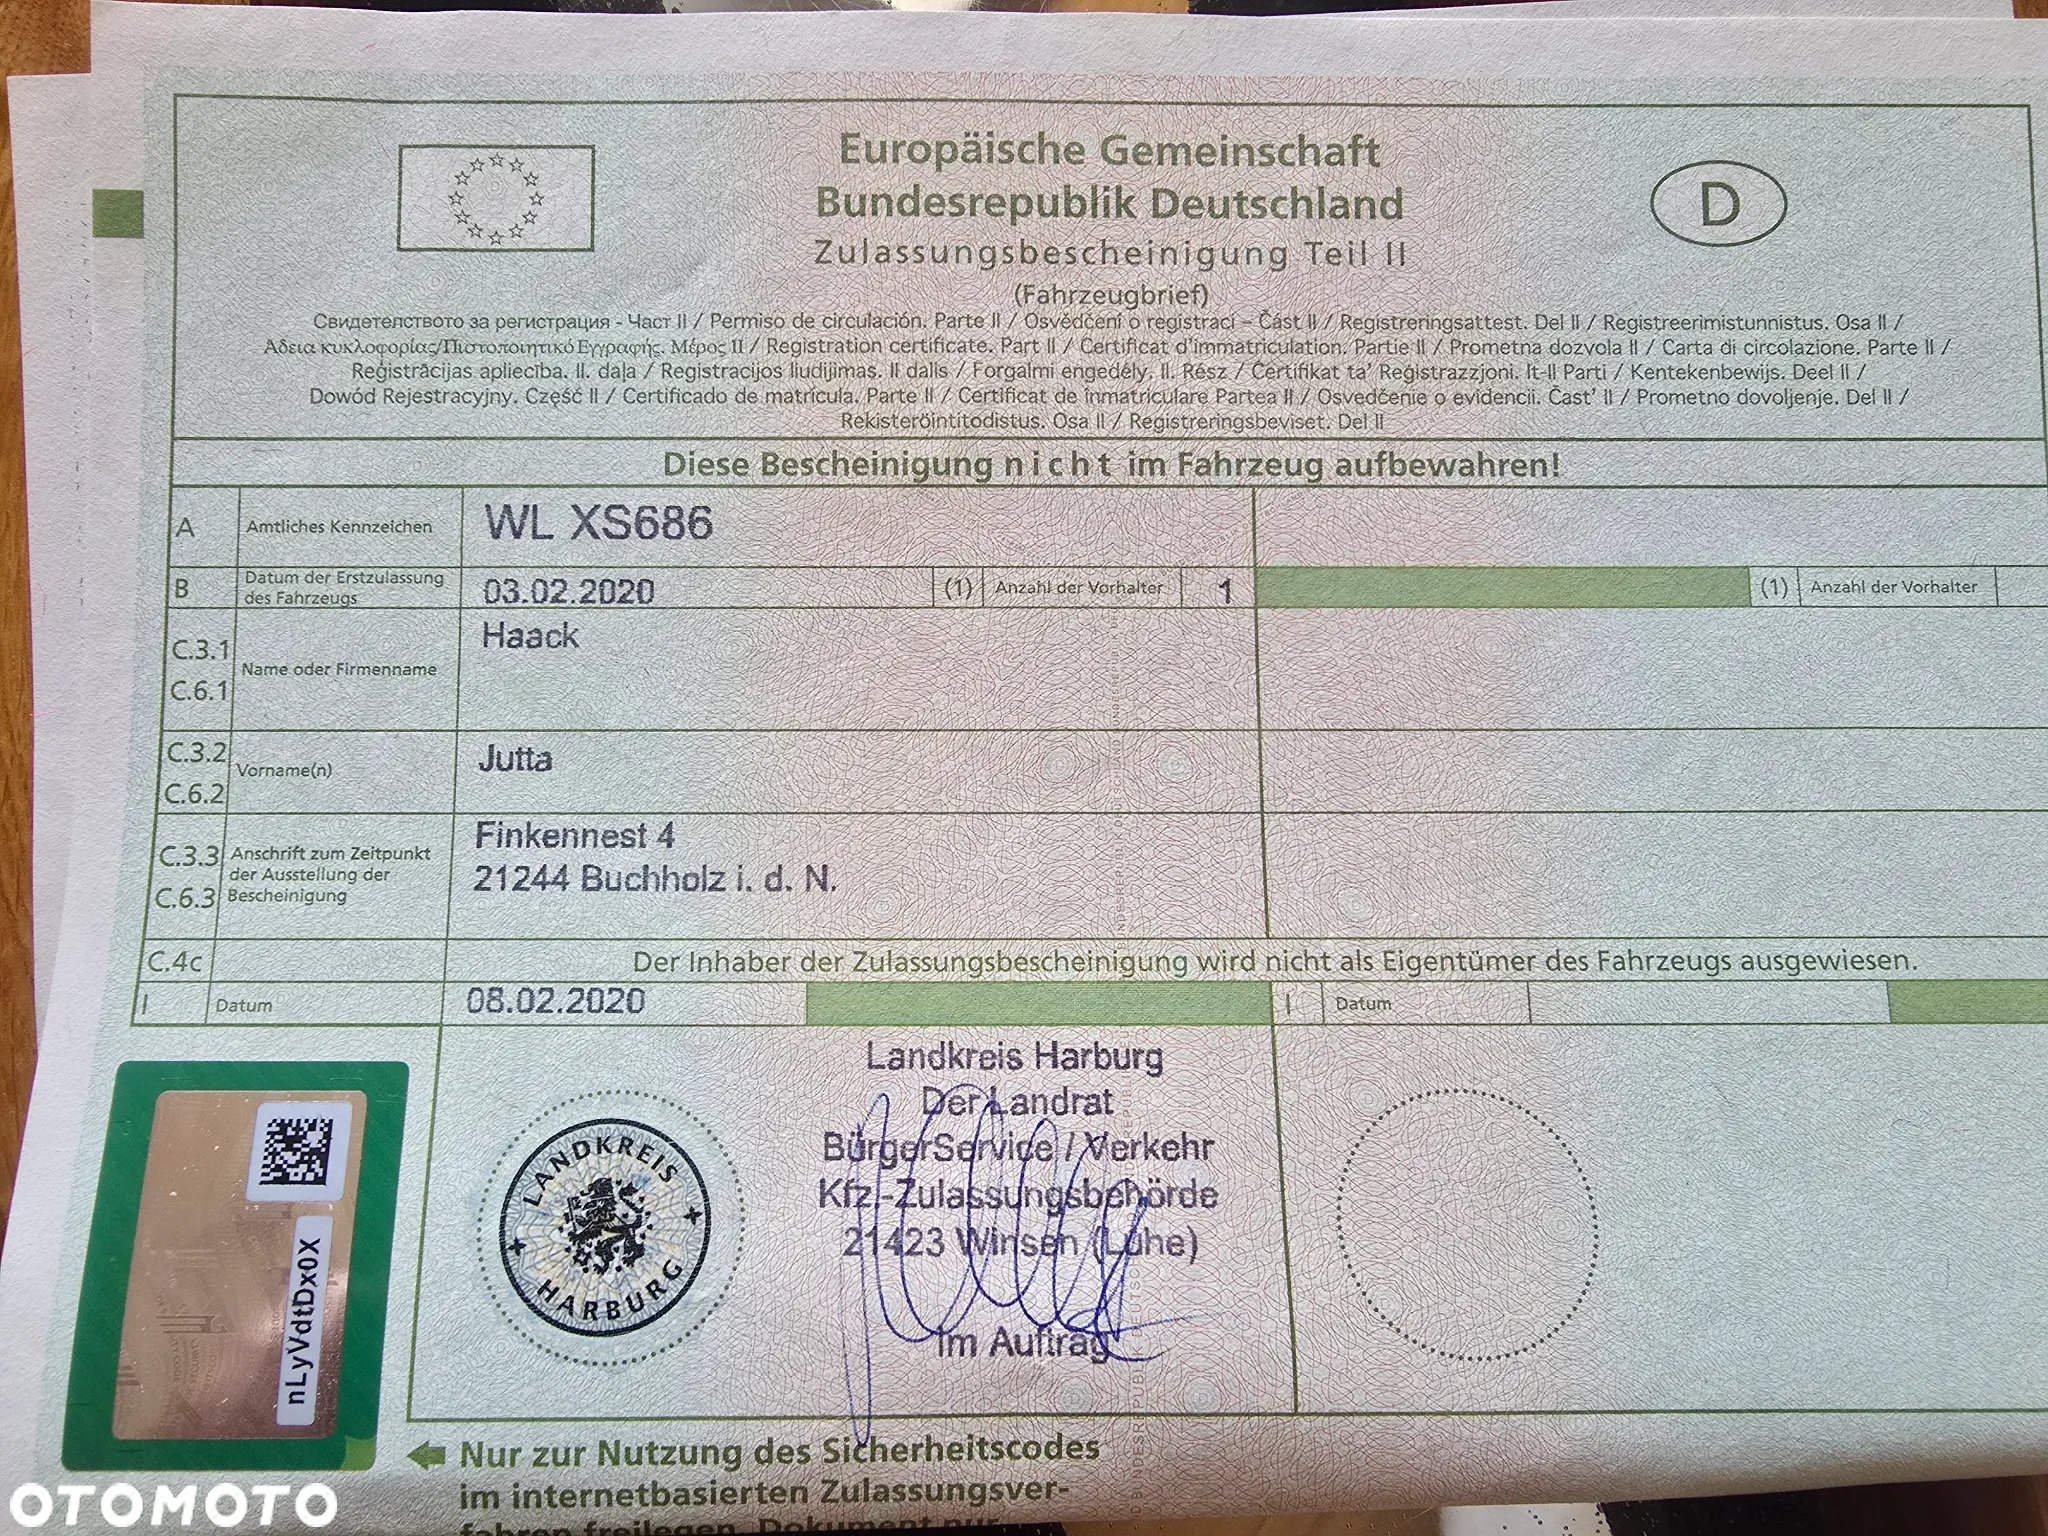 Europäische Gemeinschaft
Bundesrepublik Deutschland
D
Zulassungsbescheinigung Teil II
(Fahrzeugbrief)
Свидетелството за регистрация - Част II / Permiso de circulación. Parte II / Osvědčení o registraci – Část II / Registreringsattest. Del II / Registreerimistunnistus. Osa II /
Άδεια κυκλοφορίας/Πιστοποιητικό Εγγραφής. Μέρος II / Registration certificate. Part II / Certificat d'immatriculation. Partie II / Prometna dozvola II / Carta di circolazione. Parte II /
Reģistrācijas apliecība. II. daļa / Registracijos liudijimas. II dalis / Forgalmi engedély. II. Rész / Ċertifikat ta' Reġistrazzjoni. It-II Parti / Kentekenbewijs. Deel II /
Dowód Rejestracyjny. Część II / Certificado de matrícula. Parte II / Certificat de înmatriculare Partea II / Osvedčenie o evidencii. Časť II / Prometno dovoljenje. Del II /
Rekisteröintitodistus. Osa II / Registreringsbeviset. Del II
Diese Bescheinigung nicht im Fahrzeug aufbewahren!
A Amtliches Kennzeichen WL XS686
B Datum der Erstzulassung des Fahrzeugs 03.02.2020 (1) Anzahl der Vorhalter 1 (1) Anzahl der Vorhalter
C.3.1 C.6.1 Name oder Firmenname Haack
C.3.2 C.6.2 Vorname(n) Jutta
C.3.3 C.6.3 Anschrift zum Zeitpunkt der Ausstellung der Bescheinigung Finkennest 4
21244 Buchholz i. d. N.
C.4c Der Inhaber der Zulassungsbescheinigung wird nicht als Eigentümer des Fahrzeugs ausgewiesen.
I Datum 08.02.2020 I Datum
Landkreis Harburg
Der Landrat
BürgerService / Verkehr
Kfz.-Zulassungsbehörde
21423 Winsen (Luhe)
Im Auftrag
LANDKREIS HARBURG
nLyVdtDx0X
Nur zur Nutzung des Sicherheitscodes
im internetbasierten Zulassungsver-
fahren freilegen. Dokument nur
OTOMOTO